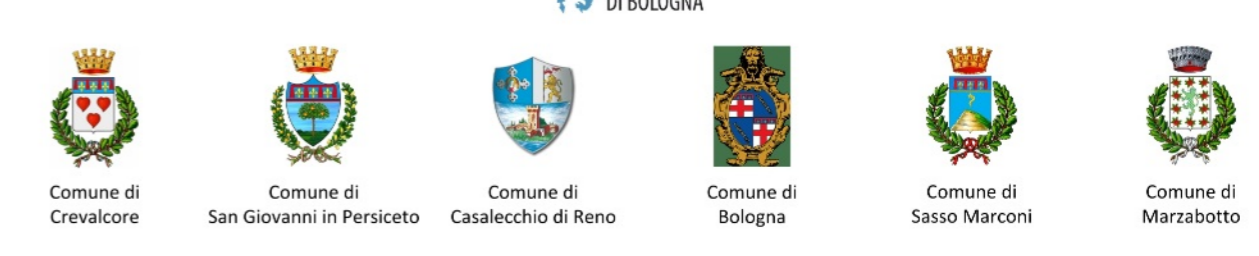 DI BOLOGNA
Comune di
Crevalcore
Comune di
San Giovanni in Persiceto
Comune di
Casalecchio di Reno
Comune di
Bologna
Comune di
Sasso Marconi
Comune di
Marzabotto